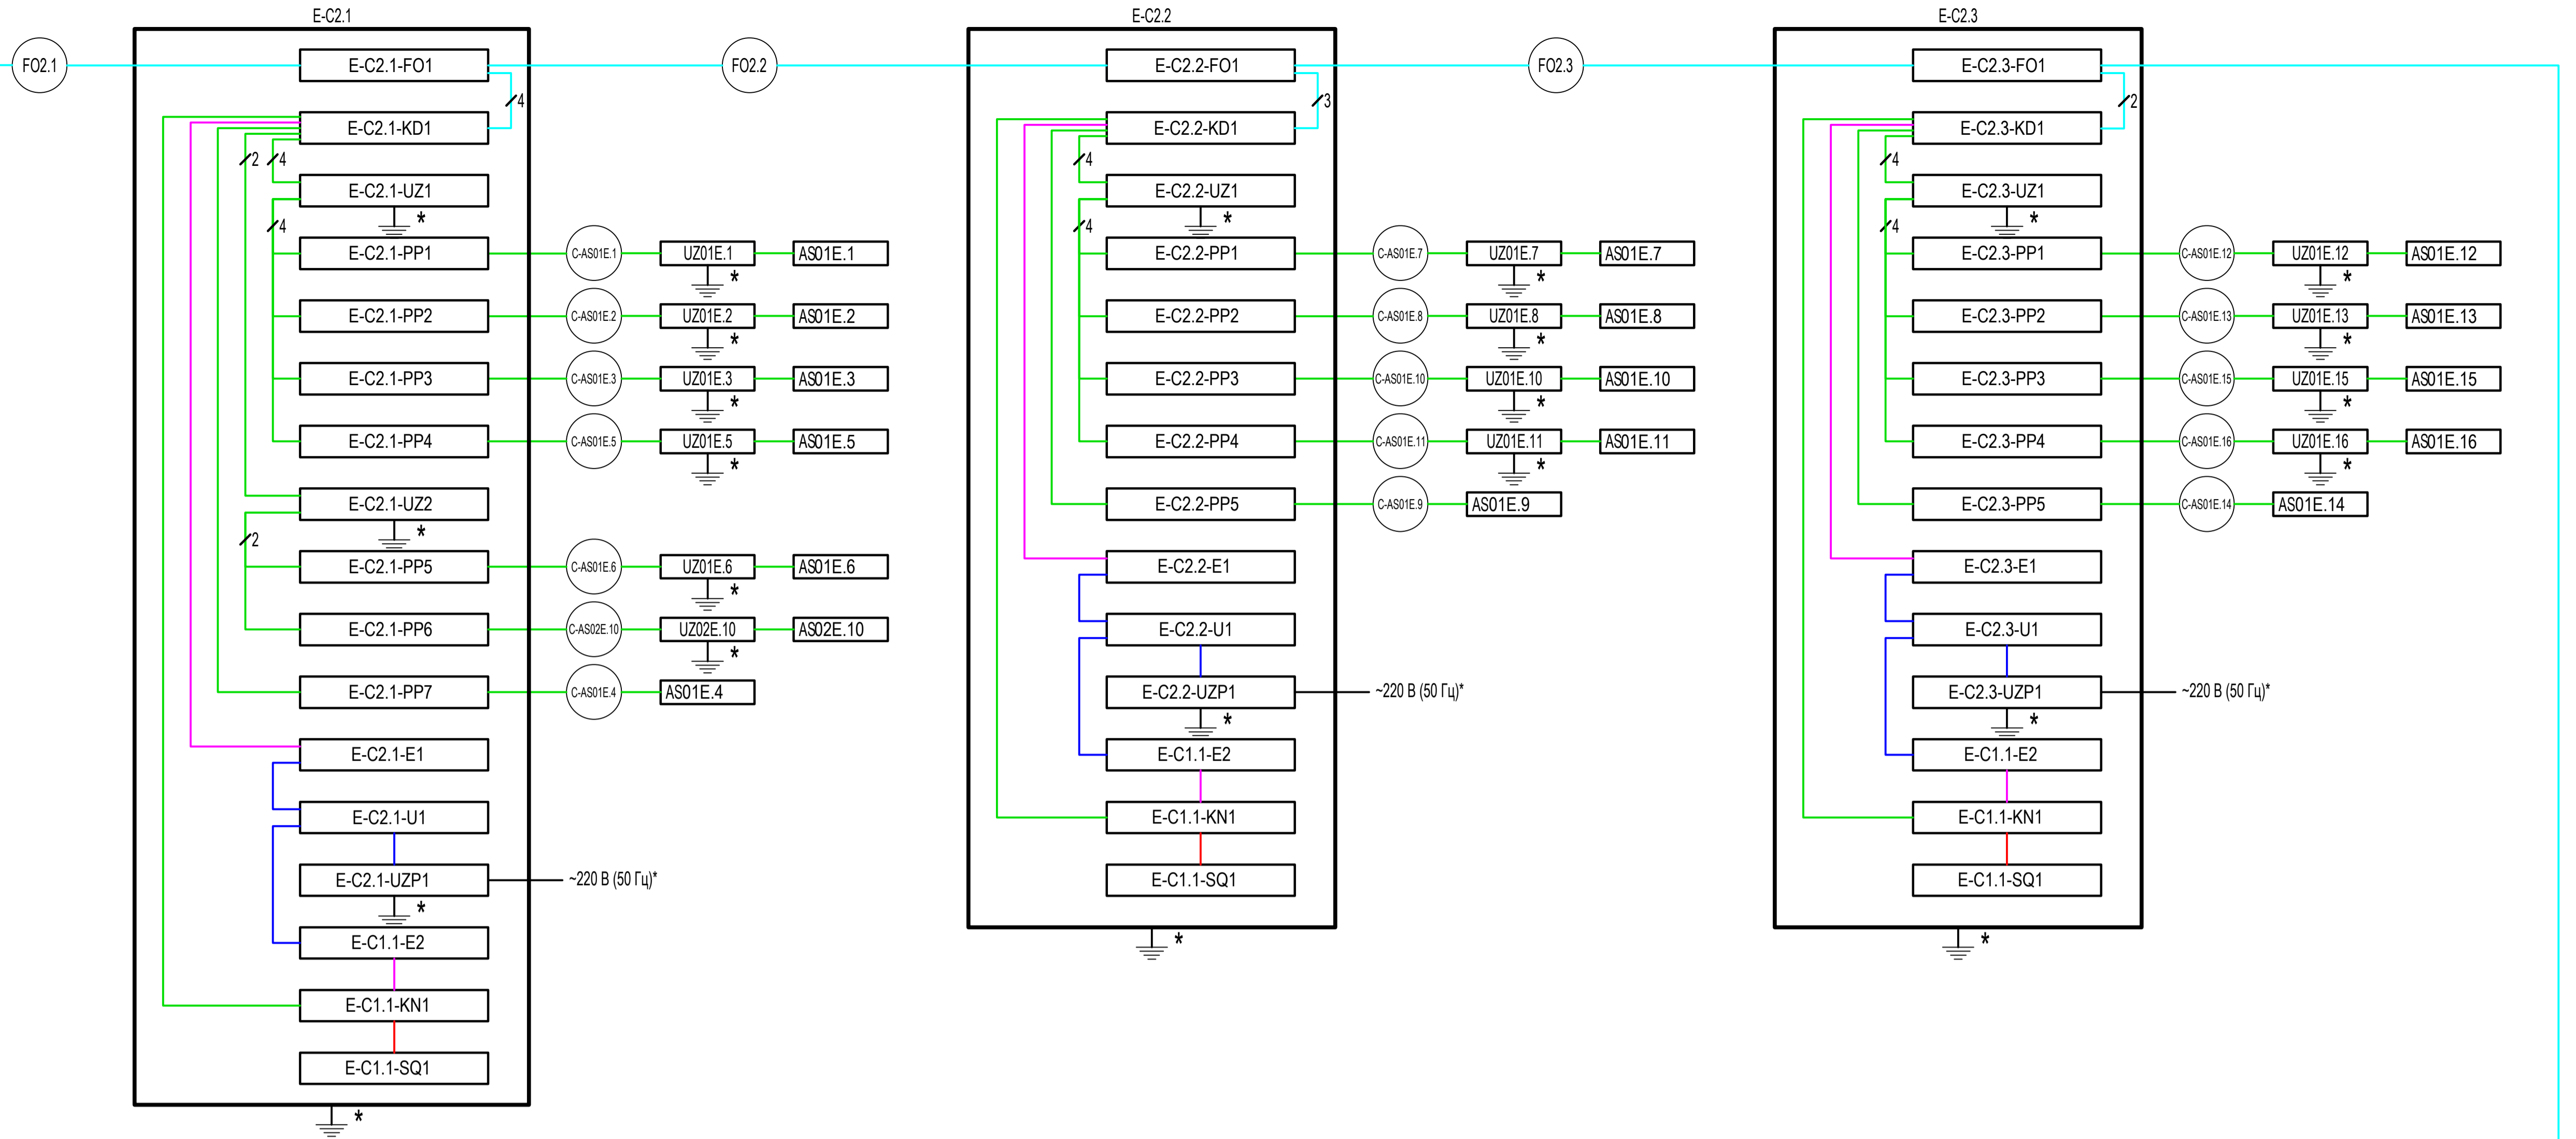 E-C2.1
FO2.1
E-C2.1-FO1
4
E-C2.1-KD1
2
4
E-C2.1-UZ1
*
4
E-C2.1-PP1
C-AS01E.1
UZ01E.1
AS01E.1
*
E-C2.1-PP2
C-AS01E.2
UZ01E.2
AS01E.2
*
E-C2.1-PP3
C-AS01E.3
UZ01E.3
AS01E.3
*
E-C2.1-PP4
C-AS01E.5
UZ01E.5
AS01E.5
*
E-C2.1-UZ2
*
2
E-C2.1-PP5
C-AS01E.6
UZ01E.6
AS01E.6
*
E-C2.1-PP6
C-AS02E.10
UZ02E.10
AS02E.10
*
E-C2.1-PP7
C-AS01E.4
AS01E.4
E-C2.1-E1
E-C2.1-U1
E-C2.1-UZP1
~220 В (50 Гц)*
*
E-C1.1-E2
E-C1.1-KN1
E-C1.1-SQ1
*
E-C2.2
FO2.2
E-C2.2-FO1
3
E-C2.2-KD1
4
E-C2.2-UZ1
*
4
E-C2.2-PP1
C-AS01E.7
UZ01E.7
AS01E.7
*
E-C2.2-PP2
C-AS01E.8
UZ01E.8
AS01E.8
*
E-C2.2-PP3
C-AS01E.10
UZ01E.10
AS01E.10
*
E-C2.2-PP4
C-AS01E.11
UZ01E.11
AS01E.11
*
E-C2.2-PP5
C-AS01E.9
AS01E.9
E-C2.2-E1
E-C2.2-U1
E-C2.2-UZP1
~220 В (50 Гц)*
*
E-C1.1-E2
E-C1.1-KN1
E-C1.1-SQ1
*
E-C2.3
FO2.3
E-C2.3-FO1
2
E-C2.3-KD1
4
E-C2.3-UZ1
*
4
E-C2.3-PP1
C-AS01E.12
UZ01E.12
AS01E.12
*
E-C2.3-PP2
C-AS01E.13
UZ01E.13
AS01E.13
*
E-C2.3-PP3
C-AS01E.15
UZ01E.15
AS01E.15
*
E-C2.3-PP4
C-AS01E.16
UZ01E.16
AS01E.16
*
E-C2.3-PP5
C-AS01E.14
AS01E.14
E-C2.3-E1
E-C2.3-U1
E-C2.3-UZP1
~220 В (50 Гц)*
*
E-C1.1-E2
E-C1.1-KN1
E-C1.1-SQ1
*